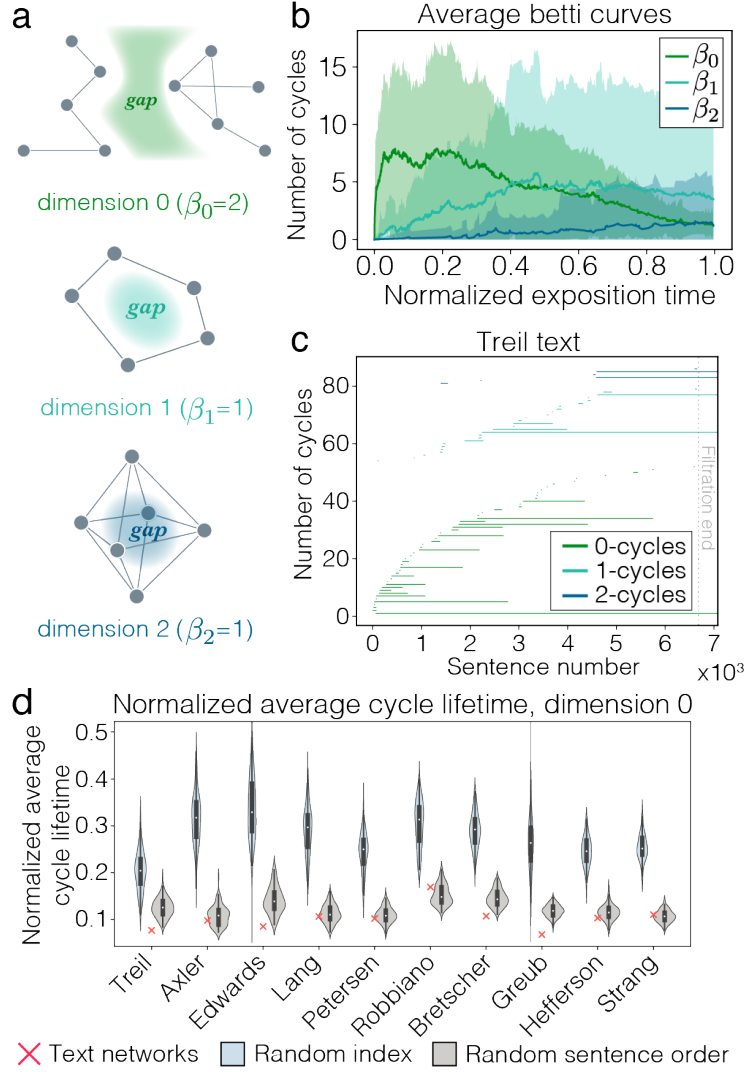 a
gap
dimension 0 (β₀=2)
gap
dimension 1 (β₁=1)
gap
dimension 2 (β₂=1)
b
Average betti curves
Number of cycles
15
10
5
0
β₀
β₁
β₂
0.0 0.2 0.4 0.6 0.8 1.0
Normalized exposition time
c
Treil text
Number of cycles
80
60
40
20
0
Filtration end
0-cycles
1-cycles
2-cycles
0 1 2 3 4 5 6 7
Sentence number
×10³
d
Normalized average cycle lifetime, dimension 0
Normalized average
cycle lifetime
0.5
0.4
0.3
0.2
0.1
Treil
Axler
Edwards
Lang
Petersen
Robbiano
Bretscher
Greub
Hefferson
Strang
Text networks
Random index
Random sentence order